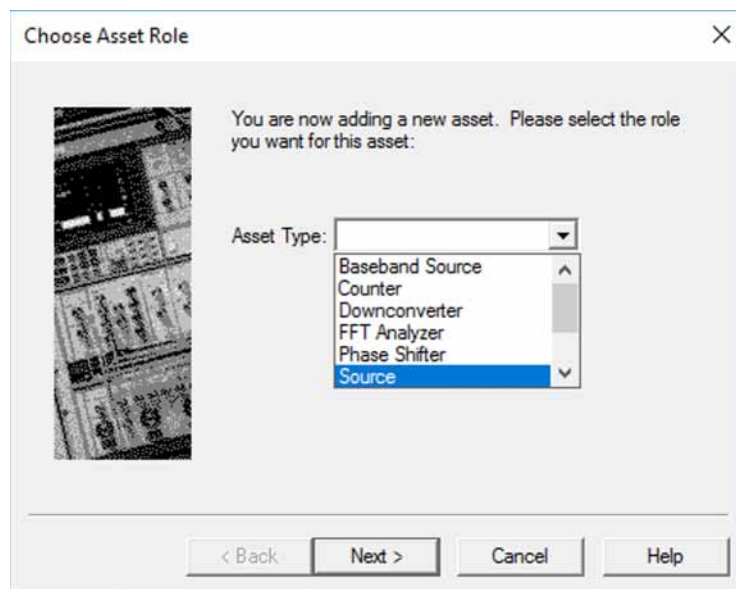 Choose Asset Role
You are now adding a new asset. Please select the role
you want for this asset:
Asset Type:
Baseband Source
Counter
Downconverter
FFT Analyzer
Phase Shifter
Source
< Back
Next >
Cancel
Help